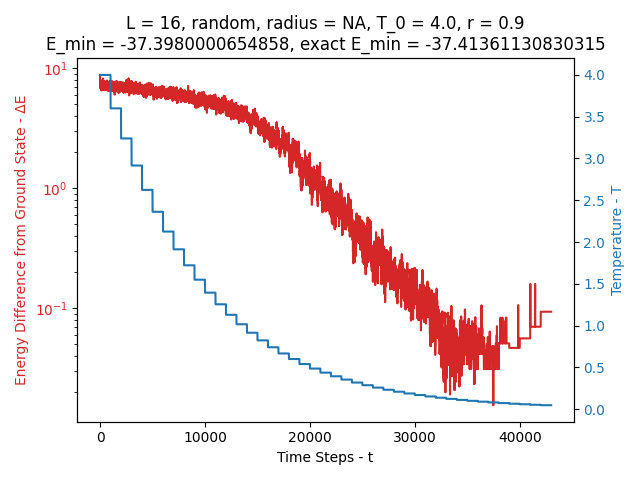 L = 16, random, radius = NA, T_0 = 4.0, r = 0.9
E_min = -37.3980000654858, exact E_min = -37.41361130830315
Energy Difference from Ground State - ΔE
10¹
10⁰
10⁻¹
4.0
3.5
3.0
2.5
2.0
1.5
1.0
0.5
0.0
Temperature - T
0 10000 20000 30000 40000
Time Steps - t